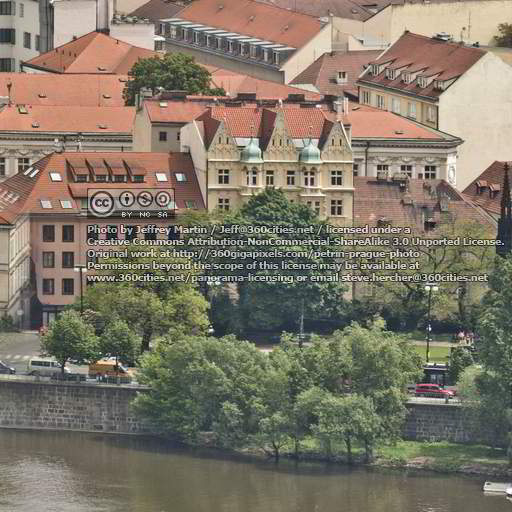 cc
BY NC SA
Photo by Jeffrey Martin / Jeff@360cities.net / licensed under a
Creative Commons Attribution-NonCommercial-ShareAlike 3.0 Unported License.
Original work at http://360gigapixels.com/petrin-prague-photo
Permissions beyond the scope of this license may be available at
www.360cities.net/panorama-licensing or email steve.hercher@360cities.net